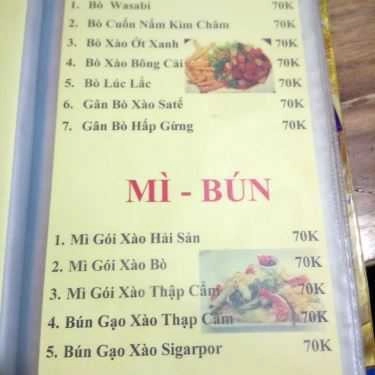 1. Bò Wasabi 70K
2. Bò Cuốn Nấm Kim Châm 70K
3. Bò Xào Ớt Xanh 70K
4. Bò Xào Bông Cải 70K
5. Bò Lúc Lắc 70K
6. Gân Bò Xào Satế 70K
7. Gân Bò Hấp Gừng 70K
MÌ - BÚN
1. Mì Gói Xào Hải Sản 70K
2. Mì Gói Xào Bò 70K
3. Mì Gói Xào Thập Cẩm 70K
4. Bún Gạo Xào Thập Cẩm 70K
5. Bún Gạo Xào Sigarpor 70K